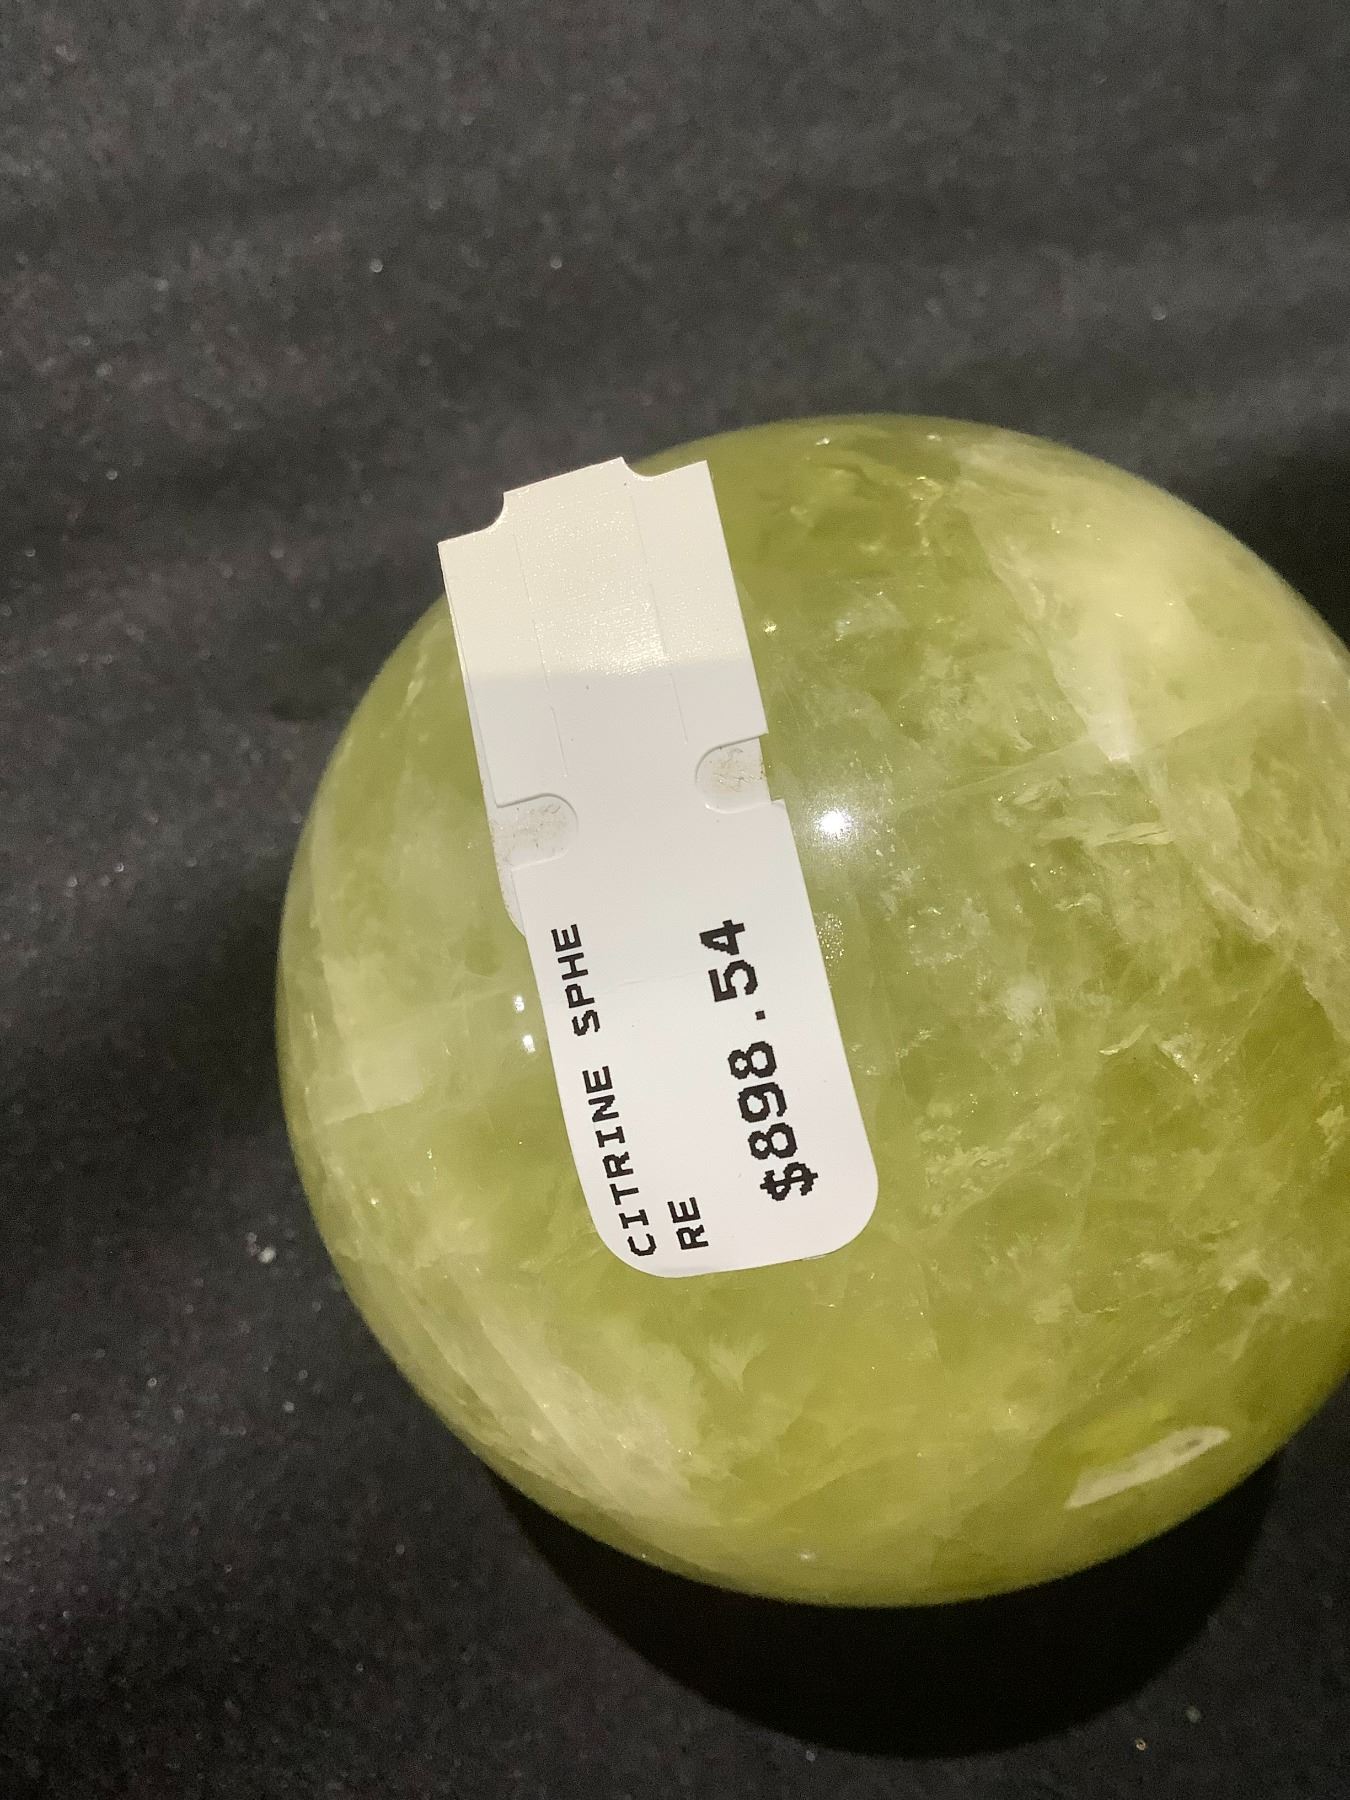 CITRINE SPHE
RE
$898.54